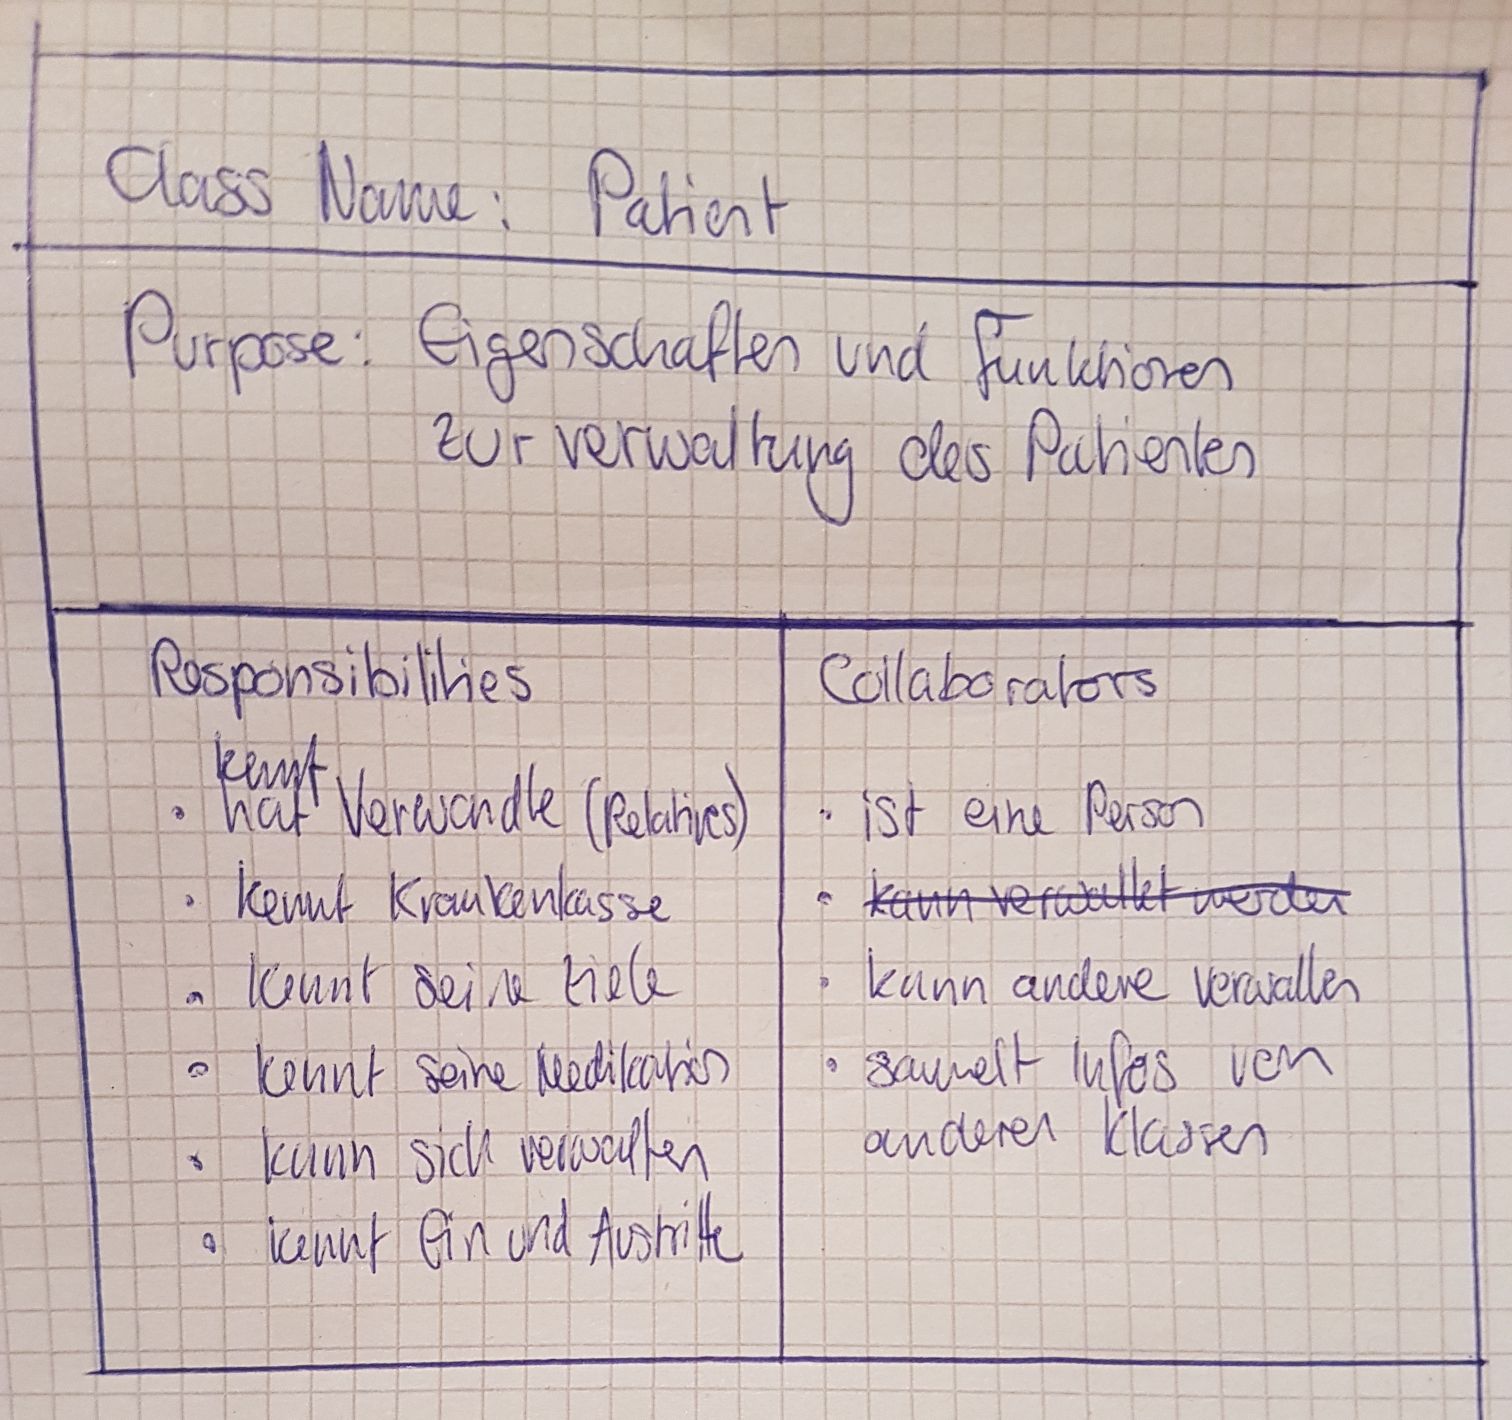 Class Name: Patient
Purpose: Eigenschaften und Funktionen
zur verwaltung des Patienten
Responsibilities
kennt
• hat Verwandte (Relatives)
• kennt Krankenkasse
• kennt seine Ziele
• kennt seine Medikation
• kann sich verwalten
• kennt Ein und Austritte
Collaborators
• ist eine Person
• kann verwaltet werden
• kann andere verwalten
• sammelt Infos von
anderen Klassen